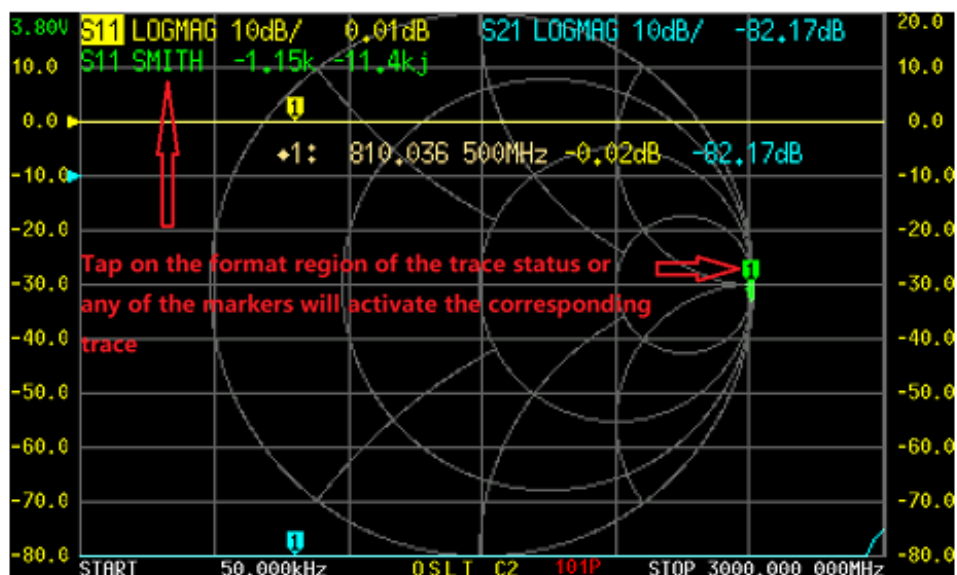 3.80V S11 LOGMAG 10dB/ 0.01dB S21 LOGMAG 10dB/ -82.17dB 20.0
10.0 S11 SMITH -1.15k -11.4kj 10.0
1
0.0 0.0
◆1: 810.036 500MHz -0.02dB -82.17dB
-10.0 -10.0
-20.0 -20.0
Tap on the format region of the trace status or 1
-30.0 -30.0
any of the markers will activate the corresponding
-40.0 trace -40.0
-50.0 -50.0
-60.0 -60.0
-70.0 -70.0
1
-80.0 -80.0
START 50.000kHz OSLT C2 101P STOP 3000.000 000MHz